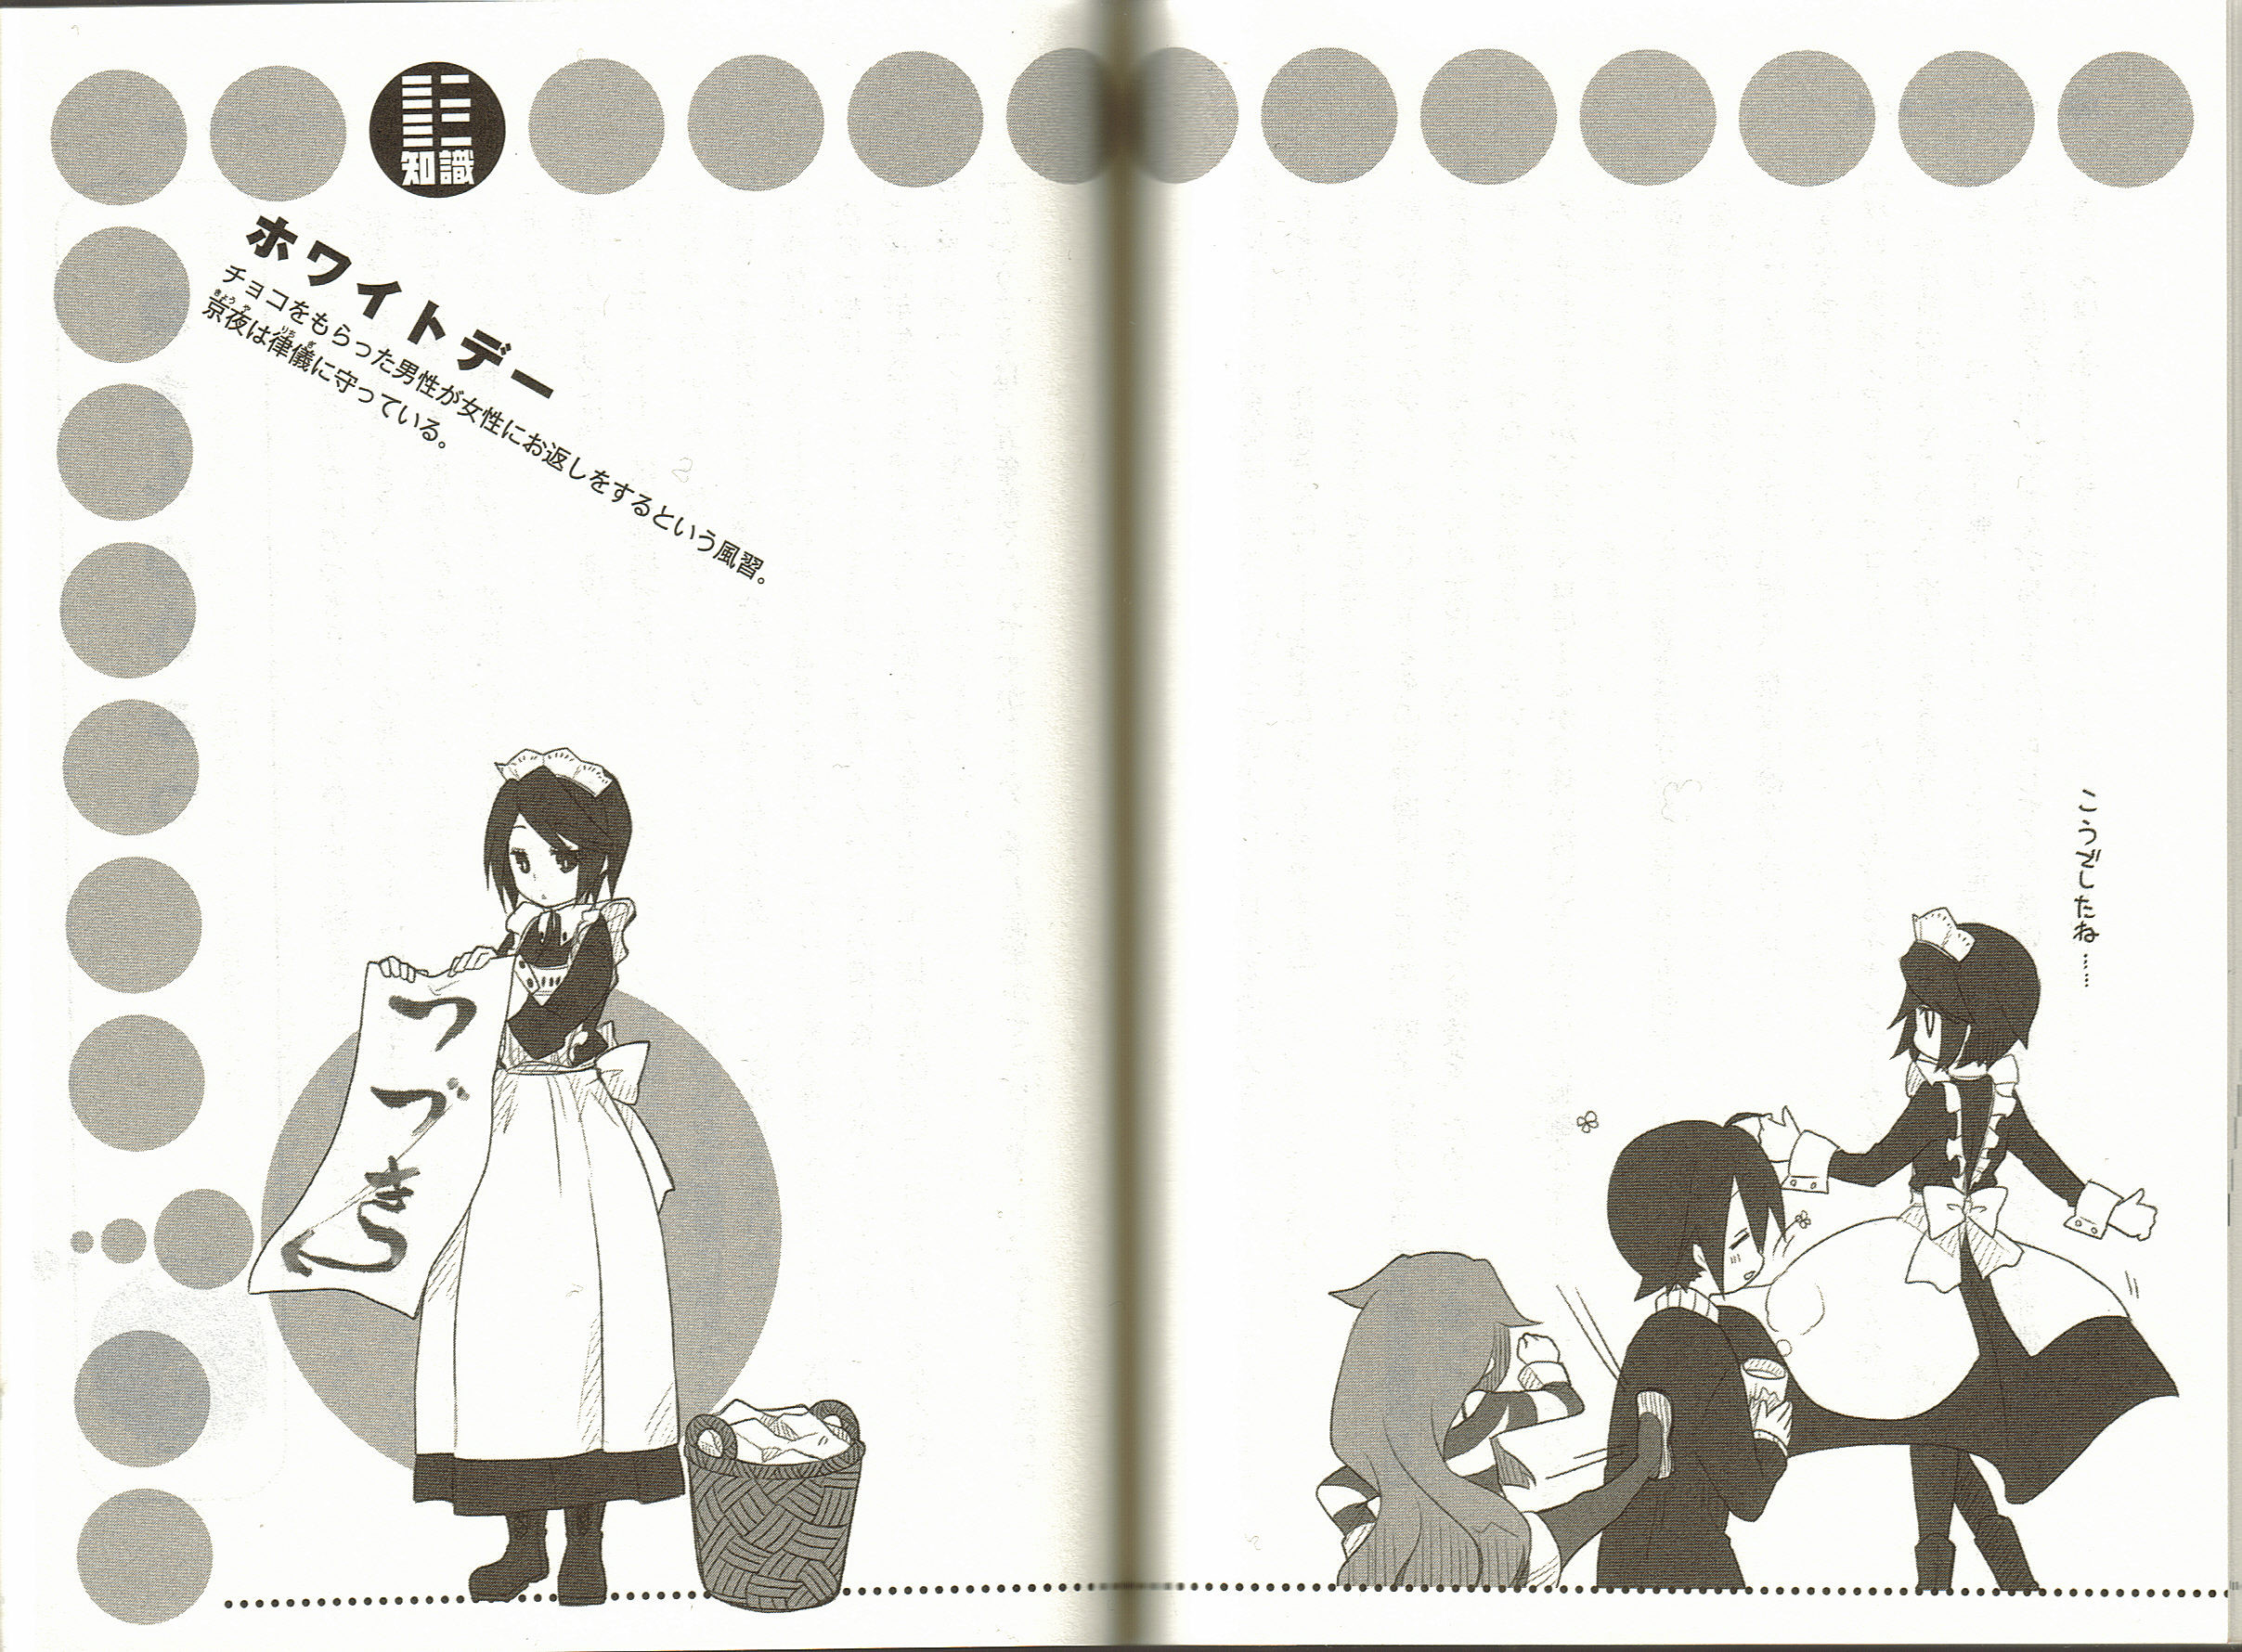 こうでしたね……
ミニ知識
ホワイトデー
チョコをもらった男性が女性にお返しをするという風習。
京夜は律儀に守っている。
つづき